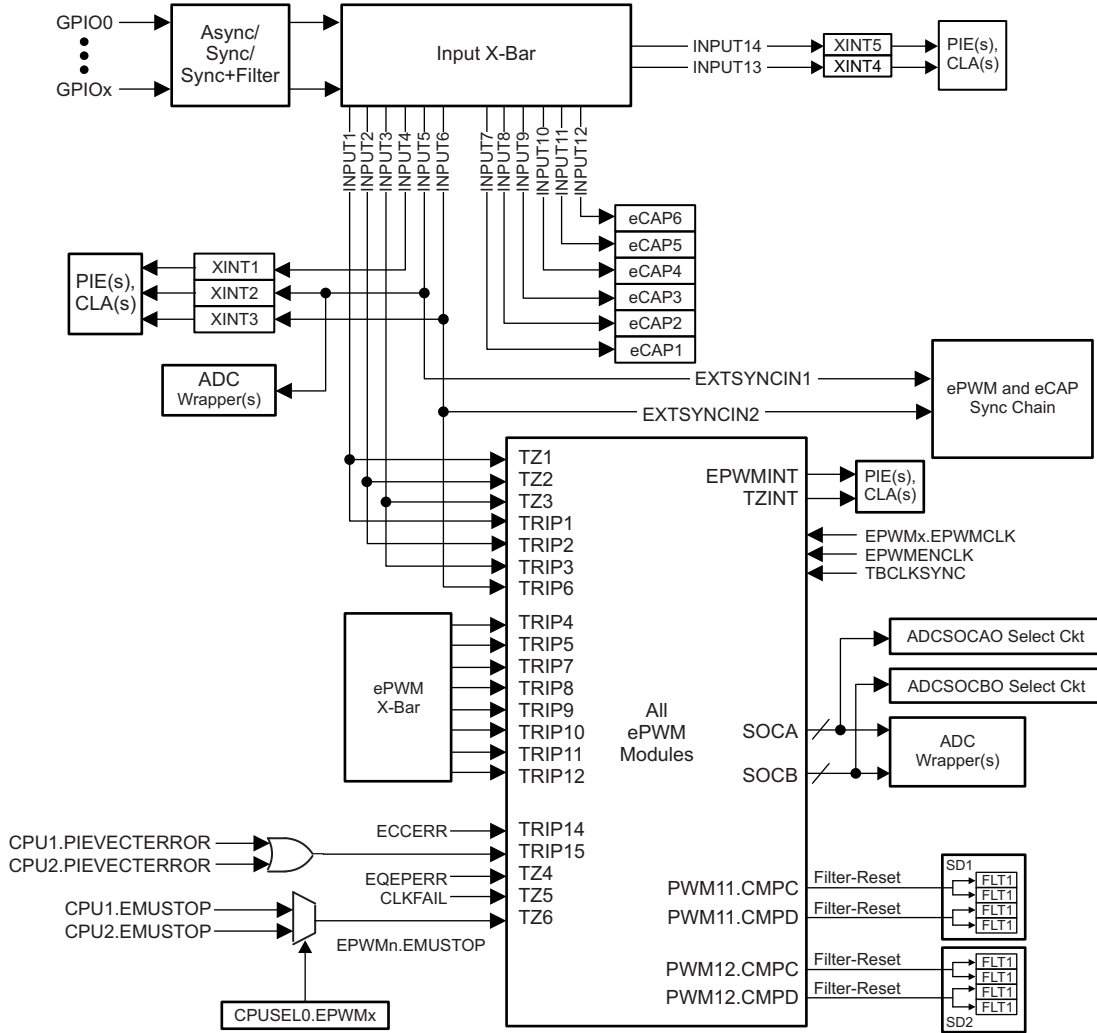 GPIO0
GPIOx
Async/
Sync/
Sync+Filter
Input X-Bar
INPUT14
INPUT13
XINT5
XINT4
PIE(s),
CLA(s)
INPUT1
INPUT2
INPUT3
INPUT4
INPUT5
INPUT6
INPUT7
INPUT8
INPUT9
INPUT10
INPUT11
INPUT12
eCAP6
eCAP5
eCAP4
eCAP3
eCAP2
eCAP1
PIE(s),
CLA(s)
XINT1
XINT2
XINT3
ADC
Wrapper(s)
EXTSYNCIN1
EXTSYNCIN2
ePWM and eCAP
Sync Chain
TZ1
TZ2
TZ3
TRIP1
TRIP2
TRIP3
TRIP6
EPWMINT
TZINT
PIE(s),
CLA(s)
EPWMx.EPWMCLK
EPWMENCLK
TBCLKSYNC
ePWM
X-Bar
TRIP4
TRIP5
TRIP7
TRIP8
TRIP9
TRIP10
TRIP11
TRIP12
All
ePWM
Modules
SOCA
SOCB
ADCSOCAO Select Ckt
ADCSOCBO Select Ckt
ADC
Wrapper(s)
CPU1.PIEVECTERROR
CPU2.PIEVECTERROR
ECCERR
TRIP14
TRIP15
EQEPERR
TZ4
CLKFAIL
TZ5
TZ6
CPU1.EMUSTOP
CPU2.EMUSTOP
EPWMn.EMUSTOP
CPUSEL0.EPWMx
PWM11.CMPC
PWM11.CMPD
PWM12.CMPC
PWM12.CMPD
Filter-Reset
Filter-Reset
Filter-Reset
Filter-Reset
SD1
FLT1
FLT1
FLT1
FLT1
FLT1
FLT1
FLT1
FLT1
SD2